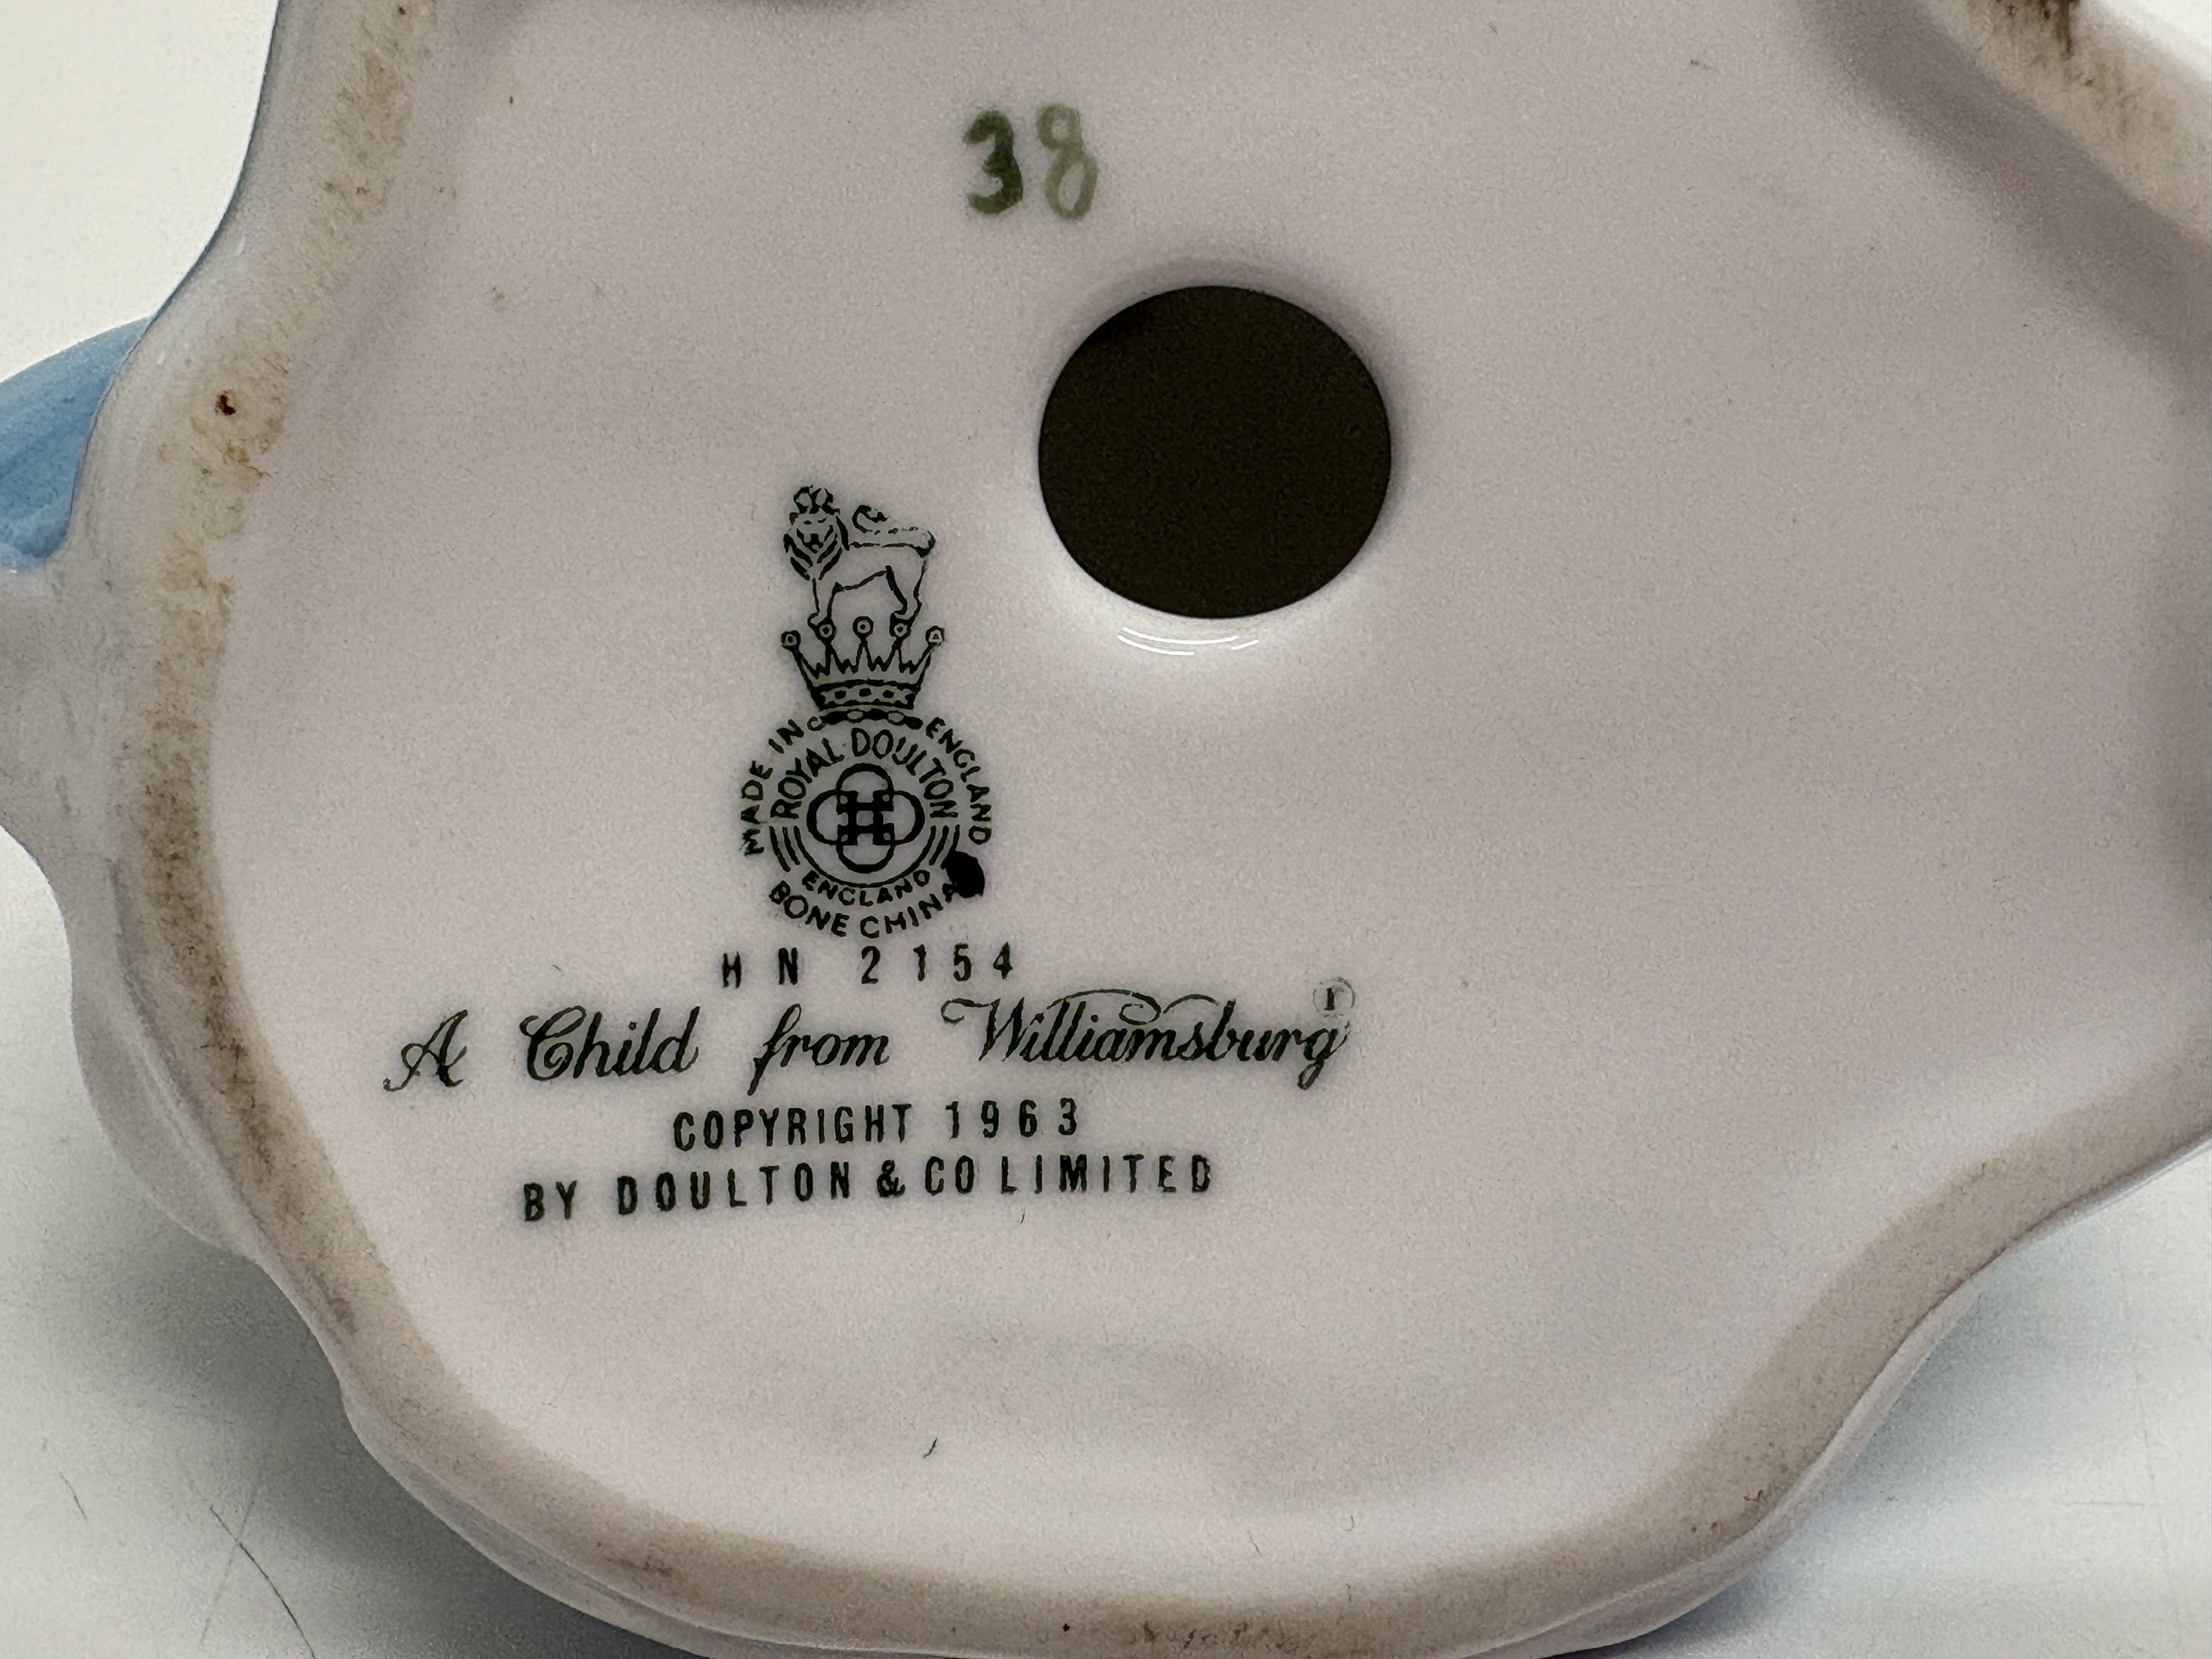 38
MADE IN ENGLAND
ROYAL DOULTON
ENGLAND
BONE CHINA
HN 2154
A Child from Williamsburg
COPYRIGHT 1963
BY DOULTON & CO LIMITED